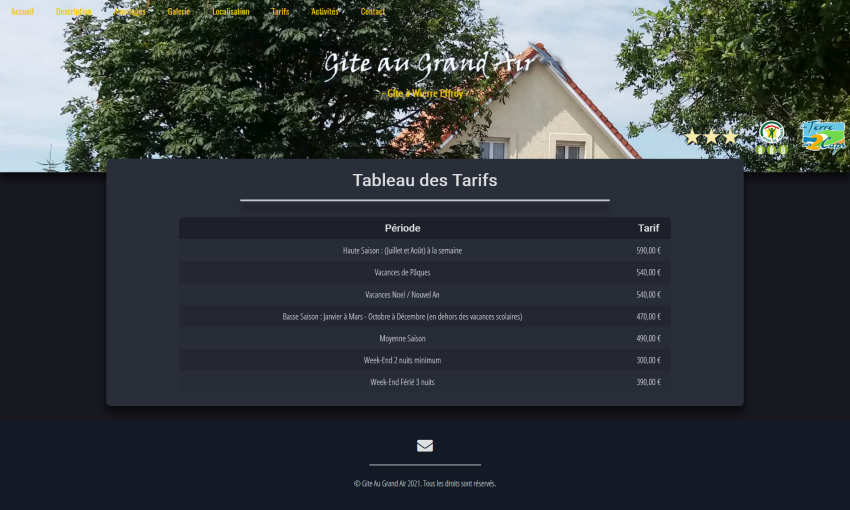 Accueil Description Galerie Localisation Tarifs Activités Contact
Gite au Grand Air
Gîte à Wierre Effroy
Terre
Tableau des Tarifs
Période Tarif
Haute Saison : (Juillet et Août) à la semaine 590,00 €
Vacances de Pâques 540,00 €
Vacances Noel / Nouvel An 540,00 €
Basse Saison : Janvier à Mars - Octobre à Décembre (en dehors des vacances scolaires) 470,00 €
Moyenne Saison 490,00 €
Week-End 2 nuits minimum 300,00 €
Week-End Férié 3 nuits 390,00 €
© Gite Au Grand Air 2021. Tous les droits sont réservés.